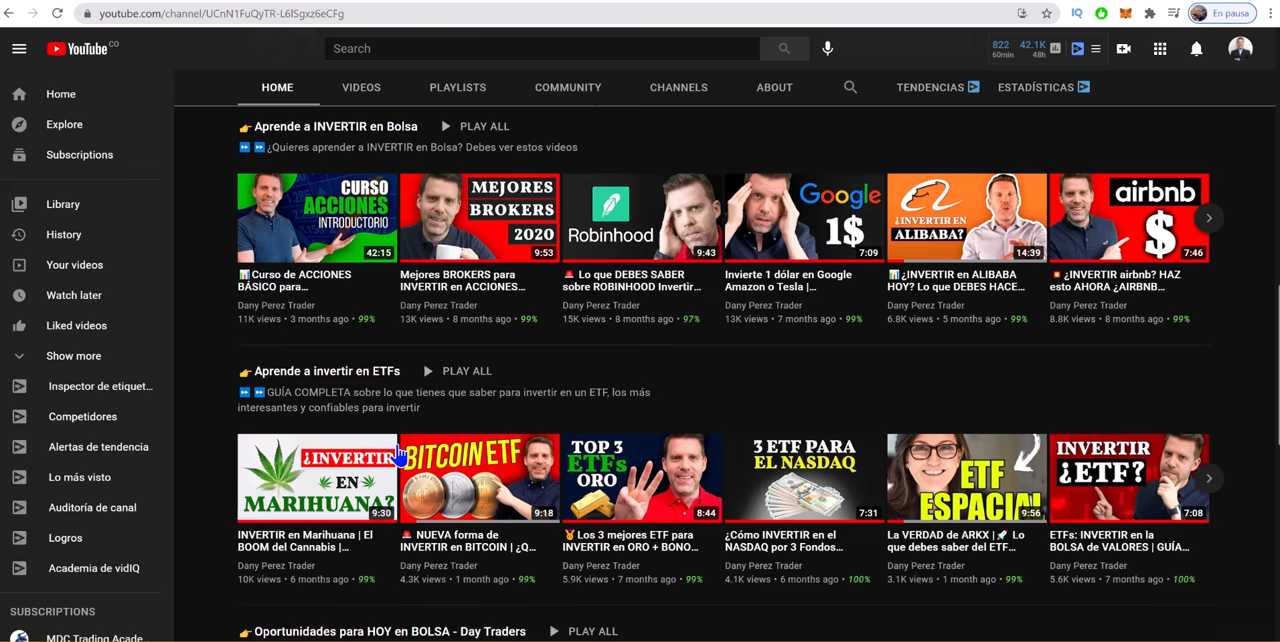 youtube.com/channel/UCnN1FuQyTR-L6lSgxz6eCFg
En pausa
YouTube CO
Search
822 60min
42.1K 48h
HOME VIDEOS PLAYLISTS COMMUNITY CHANNELS ABOUT TENDENCIAS ESTADÍSTICAS
Home
Explore
Subscriptions
Library
History
Your videos
Watch later
Liked videos
Show more
Inspector de etiquet...
Competidores
Alertas de tendencia
Lo más visto
Auditoría de canal
Logros
Academia de vidIQ
SUBSCRIPTIONS
MDC Trading Acade
Aprende a INVERTIR en Bolsa PLAY ALL
¿Quieres aprender a INVERTIR en Bolsa? Debes ver estos videos
CURSO
ACCIONES
INTRODUCTORIO
42:15
Curso de ACCIONES
BÁSICO para...
Dany Perez Trader
11K views • 3 months ago • 99%
MEJORES
BROKERS
2020
9:53
Mejores BROKERS para
INVERTIR en ACCIONES...
Dany Perez Trader
13K views • 8 months ago • 99%
Robinhood
9:43
Lo que DEBES SABER
sobre ROBINHOOD Invertir...
Dany Perez Trader
15K views • 8 months ago • 97%
Google
1$
7:09
Invierte 1 dólar en Google
Amazon o Tesla |...
Dany Perez Trader
13K views • 7 months ago • 99%
¿INVERTIR EN
ALIBABA?
14:39
¿INVERTIR en ALIBABA
HOY? Lo que DEBES HACE...
Dany Perez Trader
6.8K views • 5 months ago • 99%
airbnb
$
7:46
¿INVERTIR airbnb? HAZ
esto AHORA ¿AIRBNB...
Dany Perez Trader
8.8K views • 8 months ago • 99%
Aprende a invertir en ETFs PLAY ALL
GUÍA COMPLETA sobre lo que tienes que saber para invertir en un ETF, los más
interesantes y confiables para invertir
¿INVERTIR
EN
MARIHUANA?
9:30
INVERTIR en Marihuana | El
BOOM del Cannabis |...
Dany Perez Trader
10K views • 6 months ago • 99%
BITCOIN ETF
9:18
NUEVA forma de
INVERTIR en BITCOIN | ¿Q...
Dany Perez Trader
4.3K views • 1 month ago • 99%
TOP 3
ETFs
ORO
8:44
Los 3 mejores ETF para
INVERTIR en ORO + BONO...
Dany Perez Trader
5.9K views • 7 months ago • 99%
3 ETF PARA
EL NASDAQ
7:31
¿Cómo INVERTIR en el
NASDAQ por 3 Fondos...
Dany Perez Trader
4.1K views • 6 months ago • 100%
ETF
ESPACIAL
9:56
La VERDAD de ARKX | Lo
que debes saber del ETF...
Dany Perez Trader
3.1K views • 1 month ago • 99%
INVERTIR
¿ETF?
7:08
ETFs: INVERTIR en la
BOLSA de VALORES | GUÍA...
Dany Perez Trader
5.6K views • 7 months ago • 100%
Oportunidades para HOY en BOLSA - Day Traders PLAY ALL